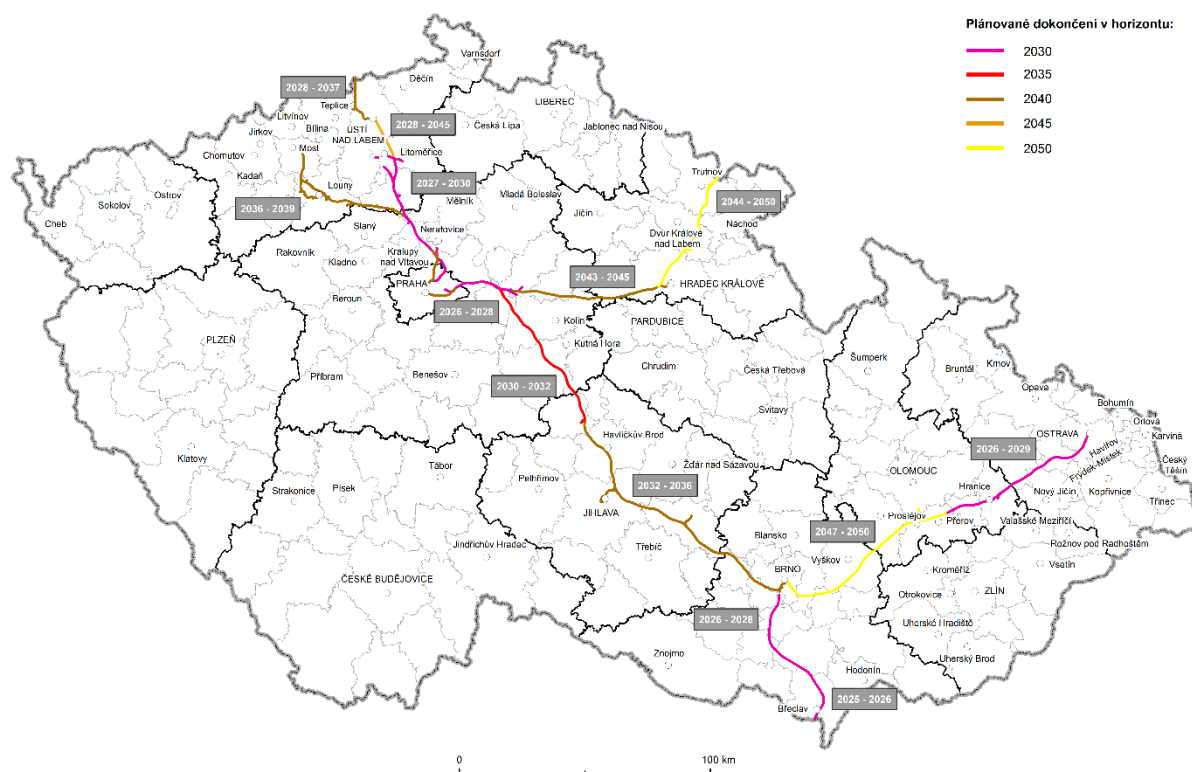 Plánované dokončení v horizontu:
2030
2035
2040
2045
2050
Varnsdorf
Děčín
2028 - 2037
Teplice
LIBEREC
Litvínov
ÚSTÍ
NAD LABEM
2028 - 2045
Česká Lípa
Jablonec nad Nisou
Jirkov
Bílina
Most
Litoměřice
Chomutov
Kadaň
Louny
2027 - 2030
Trutnov
Ostrov
Sokolov
Cheb
2036 - 2039
Mělník
Mladá Boleslav
Jičín
2044 - 2050
Náchod
Slaný
Neratovice
Dvůr Králové
nad Labem
Rakovník
Kladno
Kralupy
nad Vltavou
2043 - 2045
PRAHA
HRADEC KRÁLOVÉ
Beroun
2026 - 2028
Kolín
PARDUBICE
PLZEŇ
Kutná Hora
Šumperk
Chrudim
Bruntál
Krnov
Příbram
Benešov
2030 - 2032
Česká Třebová
Opava
Bohumín
Svitavy
Orlová
OSTRAVA
Karviná
Havlíčkův Brod
2026 - 2029
Havířov
Český
Těšín
Klatovy
Tábor
Žďár nad Sázavou
OLOMOUC
Frýdek-Místek
Strakonice
Písek
Pelhřimov
2032 - 2036
Hranice
Nový Jičín
Kopřivnice
Třinec
JIHLAVA
Prostějov
Přerov
Valašské Meziříčí
Jindřichův Hradec
Třebíč
Blansko
2047 - 2050
Rožnov pod Radhoštěm
Vyškov
Vsetín
BRNO
Kroměříž
ČESKÉ BUDĚJOVICE
Otrokovice
ZLÍN
2026 - 2028
Uherské Hradiště
Znojmo
Uherský Brod
Hodonín
2025 - 2026
Břeclav
0
100 km